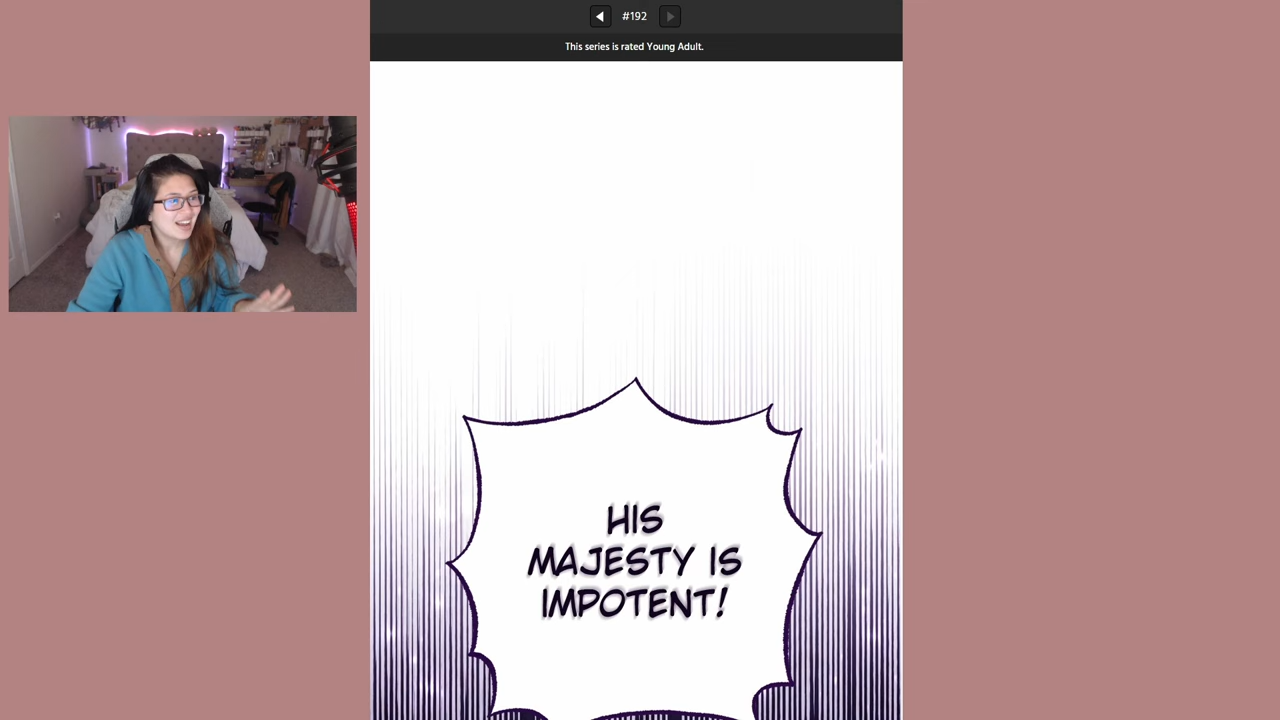 #192
This series is rated Young Adult.
HIS
MAJESTY IS
IMPOTENT!